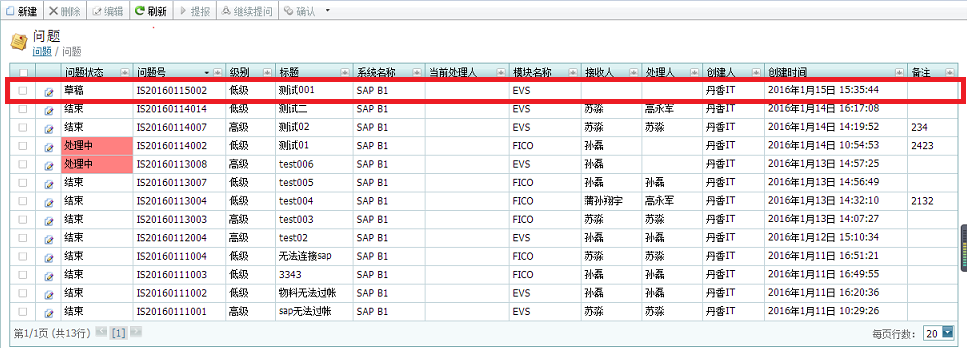 新建 删除 编辑 刷新 提报 继续提问 确认
问题
问题 / 问题
问题状态 问题号 级别 标题 系统名称 当前处理人 模块名称 接收人 处理人 创建人 创建时间 备注
草稿 IS20160115002 低级 测试001 SAP B1 EVS 丹香IT 2016年1月15日 15:35:44
结束 IS20160114014 低级 测试二 SAP B1 EVS 苏淼 高永军 丹香IT 2016年1月14日 16:17:08
结束 IS20160114007 高级 测试02 SAP B1 EVS 苏淼 苏淼 丹香IT 2016年1月14日 14:19:52 234
处理中 IS20160114002 低级 测试01 SAP B1 FICO 孙磊 丹香IT 2016年1月14日 10:54:53 2423
处理中 IS20160113008 高级 test006 SAP B1 EVS 孙磊 丹香IT 2016年1月13日 14:57:25
结束 IS20160113007 低级 test005 SAP B1 FICO 孙磊 孙磊 丹香IT 2016年1月13日 14:56:49
结束 IS20160113004 低级 test004 SAP B1 FICO 蒲孙翔宇 高永军 丹香IT 2016年1月13日 14:32:10 2132
结束 IS20160113003 高级 test003 SAP B1 FICO 苏淼 苏淼 丹香IT 2016年1月13日 14:07:27
结束 IS20160112004 高级 test02 SAP B1 EVS 孙磊 孙磊 丹香IT 2016年1月12日 15:10:34
结束 IS20160111004 低级 无法连接sap SAP B1 FICO 苏淼 苏淼 丹香IT 2016年1月11日 16:51:21
结束 IS20160111003 低级 3343 SAP B1 FICO 孙磊 孙磊 丹香IT 2016年1月11日 16:49:55
结束 IS20160111002 低级 物料无法过帐 SAP B1 EVS 孙磊 孙磊 丹香IT 2016年1月11日 16:20:36
结束 IS20160111001 高级 sap无法过帐 SAP B1 EVS 苏淼 苏淼 丹香IT 2016年1月11日 10:29:26
第1/1页 (共13行) [1] 每页行数: 20